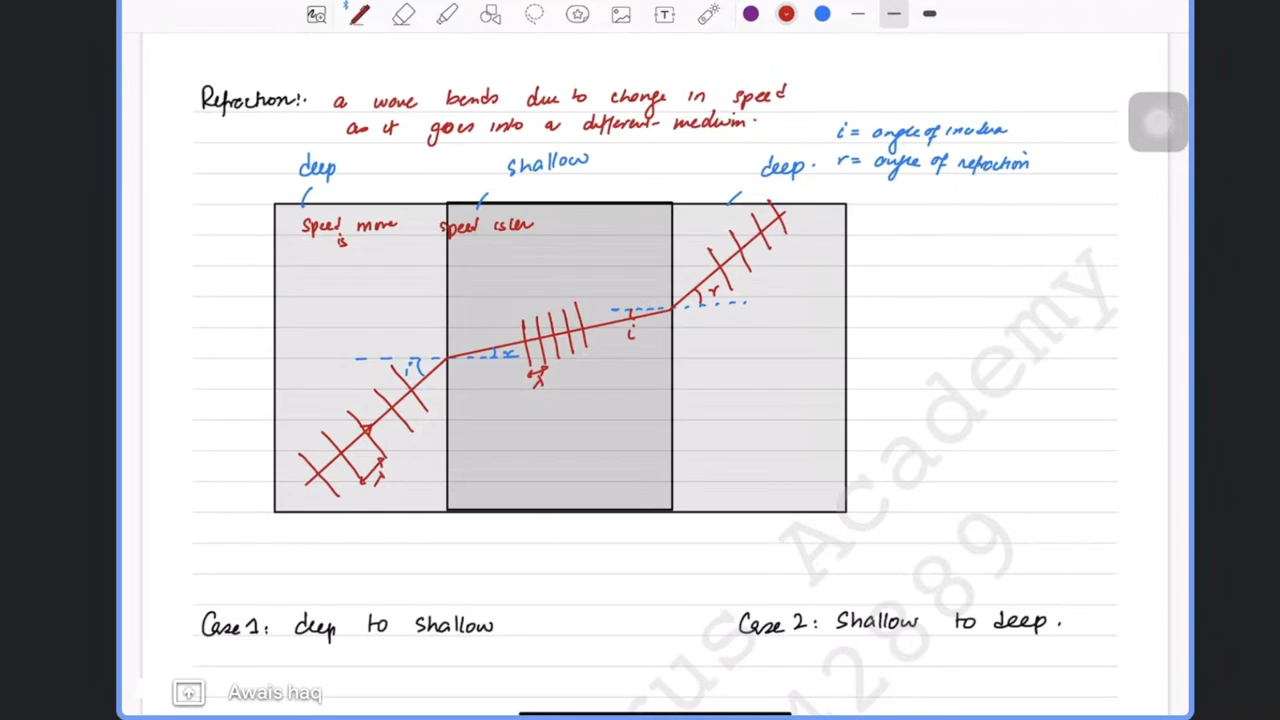 Refraction:. a wave bends due to change in speed
as it goes into a different medium.
i = angle of
r = angle of refraction
deep
shallow
deep.
speed is more
speed is
r
i
i
λ
λ
Case 1: deep to shallow
Case 2: Shallow to deep.
Academy
42889
Awais haq